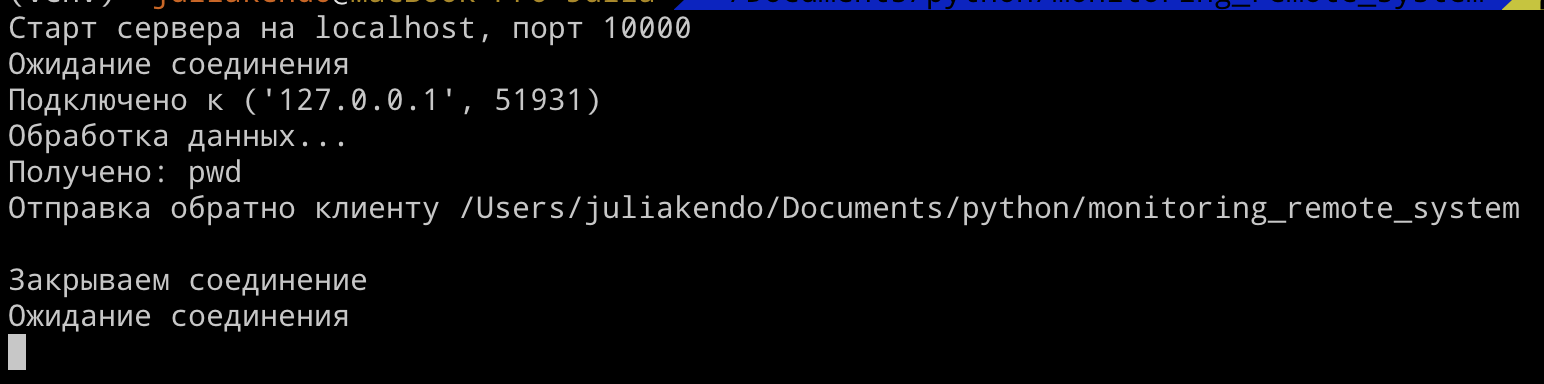 Старт сервера на localhost, порт 10000
Ожидание соединения
Подключено к ('127.0.0.1', 51931)
Обработка данных...
Получено: pwd
Отправка обратно клиенту /Users/juliakendo/Documents/python/monitoring_remote_system
Закрываем соединение
Ожидание соединения